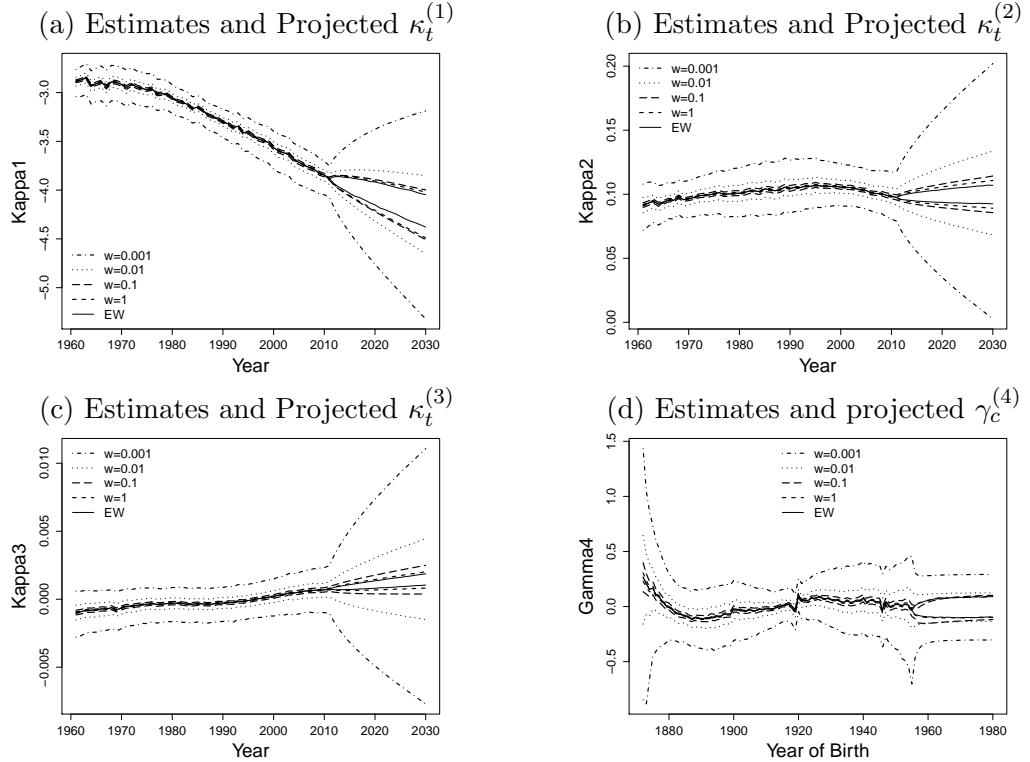 (a) Estimates and Projected κ_t^{(1)}
Kappa1
−3.0
−3.5
−4.0
−4.5
−5.0
w=0.001
w=0.01
w=0.1
w=1
EW
1960 1970 1980 1990 2000 2010 2020 2030
Year
(b) Estimates and Projected κ_t^{(2)}
Kappa2
0.20
0.15
0.10
0.05
0.00
w=0.001
w=0.01
w=0.1
w=1
EW
1960 1970 1980 1990 2000 2010 2020 2030
Year
(c) Estimates and Projected κ_t^{(3)}
Kappa3
0.010
0.005
0.000
−0.005
w=0.001
w=0.01
w=0.1
w=1
EW
1960 1970 1980 1990 2000 2010 2020 2030
Year
(d) Estimates and projected γ_c^{(4)}
Gamma4
1.5
1.0
0.5
0.0
−0.5
w=0.001
w=0.01
w=0.1
w=1
EW
1880 1900 1920 1940 1960 1980
Year of Birth